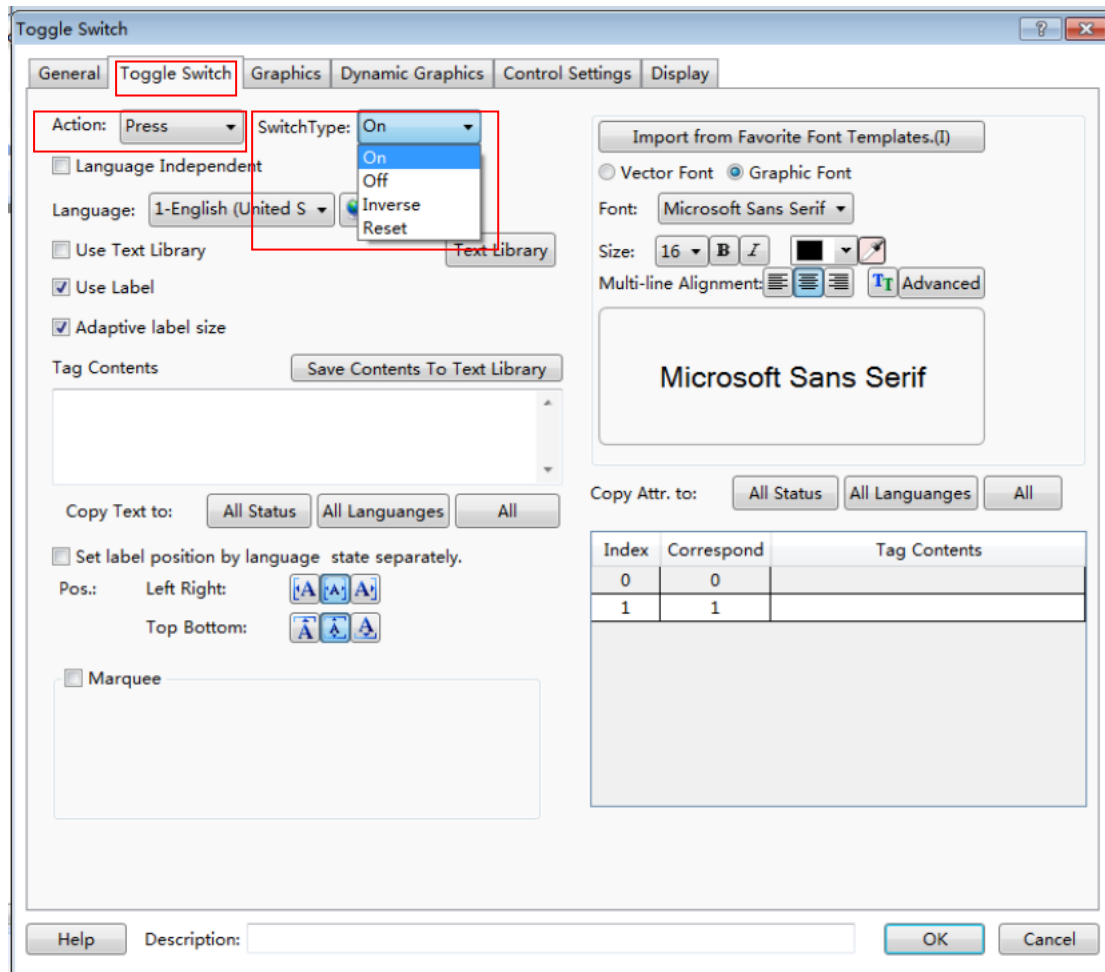 Toggle Switch
General Toggle Switch Graphics Dynamic Graphics Control Settings Display
Action: Press SwitchType: On
On
Off
Inverse
Reset
Language Independent
Language: 1-English (United S
Use Text Library Text Library
Use Label
Adaptive label size
Tag Contents Save Contents To Text Library
Copy Text to: All Status All Languanges All
Set label position by language state separately.
Pos.: Left Right: A A A
Top Bottom: A A A
Marquee
Import from Favorite Font Templates.(I)
Vector Font Graphic Font
Font: Microsoft Sans Serif
Size: 16 B I
Multi-line Alignment: TT Advanced
Microsoft Sans Serif
Copy Attr. to: All Status All Languanges All
Index Correspond Tag Contents
0 0
1 1
Help Description: OK Cancel